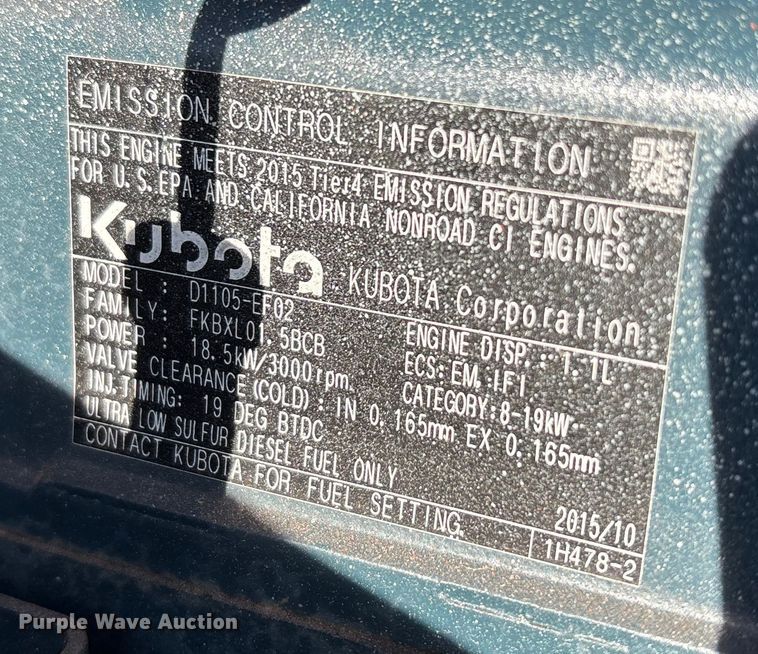 EMISSION CONTROL INFORMATION
THIS ENGINE MEETS 2015 Tier4 EMISSION REGULATIONS
FOR U.S.EPA AND CALIFORNIA NONROAD CI ENGINES.
Kubota KUBOTA Corporation
MODEL : D1105-EF02
FAMILY: FKBXL01.5BCB
POWER : 18.5kW/3000rpm
ENGINE DISP.: 1.1L
ECS: EM, IFI
CATEGORY: 8-19kW
VALVE CLEARANCE(COLD): IN 0.165mm EX 0.165mm
INJ.TIMING: 19 DEG BTDC
ULTRA LOW SULFUR DIESEL FUEL ONLY
CONTACT KUBOTA FOR FUEL SETTING.
2015/10
1H478-2
Purple Wave Auction